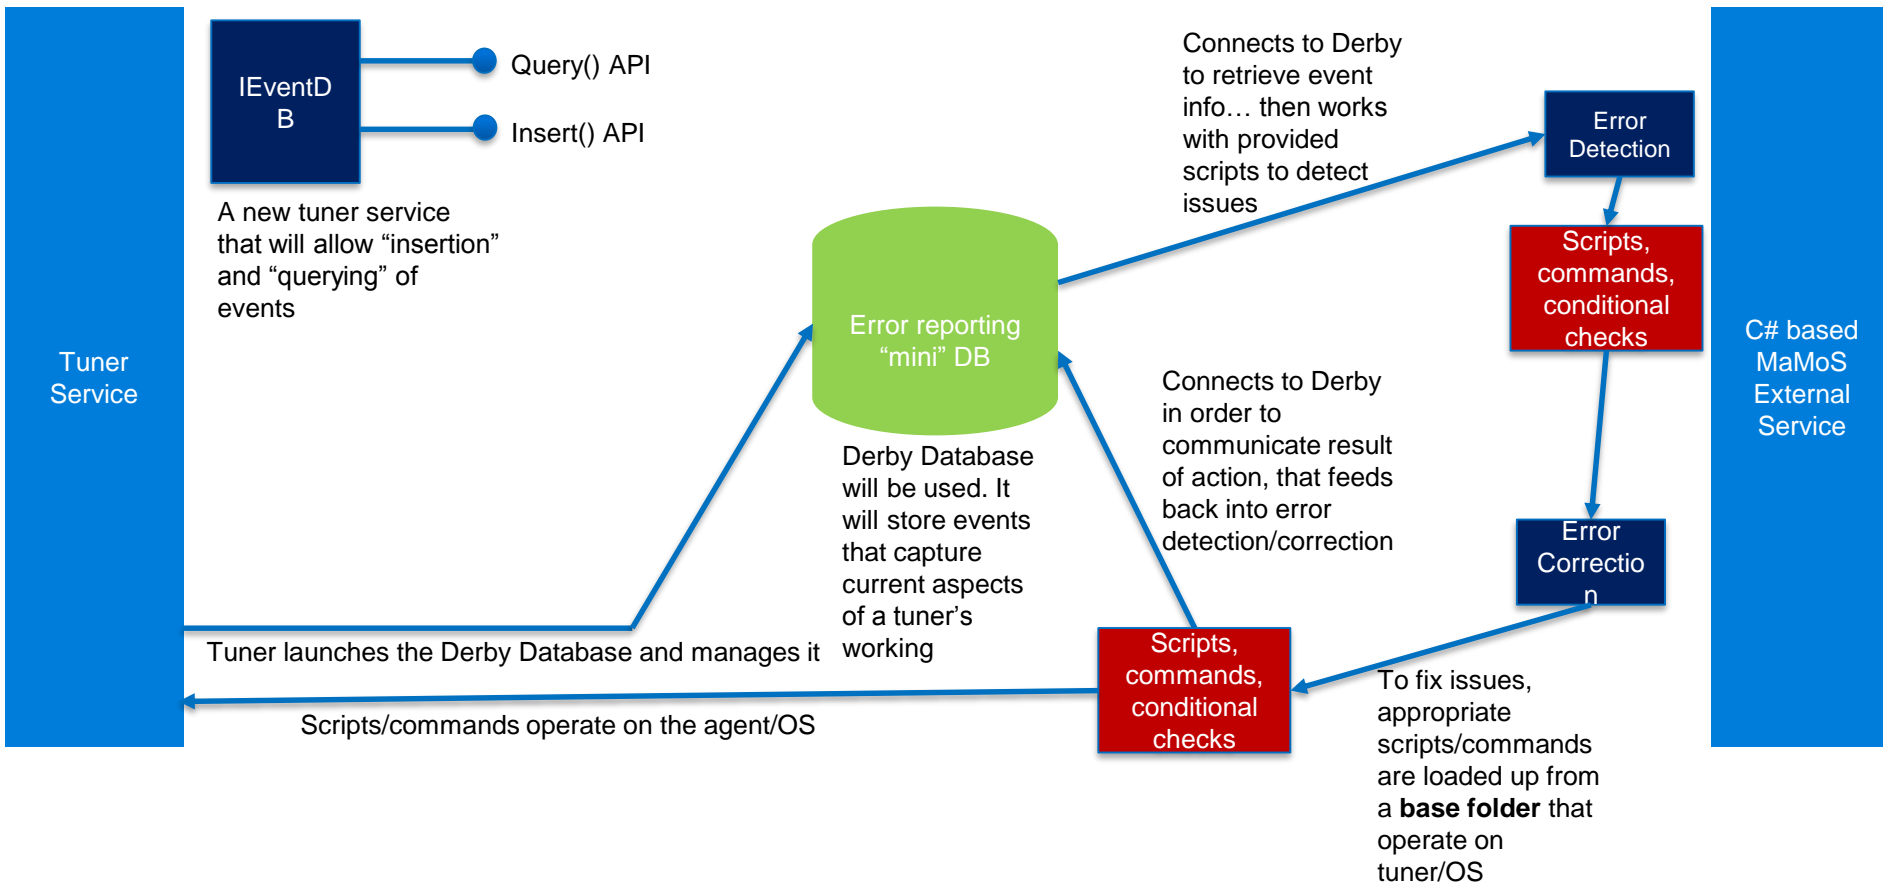 Tuner
Service
IEventD
B
Query() API
Insert() API
A new tuner service
that will allow “insertion”
and “querying” of
events
Error reporting
“mini” DB
Derby Database
will be used. It
will store events
that capture
current aspects
of a tuner’s
working
Tuner launches the Derby Database and manages it
Scripts/commands operate on the agent/OS
Connects to Derby
to retrieve event
info… then works
with provided
scripts to detect
issues
Connects to Derby
in order to
communicate result
of action, that feeds
back into error
detection/correction
Scripts,
commands,
conditional
checks
Error
Detection
Scripts,
commands,
conditional
checks
Error
Correctio
n
To fix issues,
appropriate
scripts/commands
are loaded up from
a base folder that
operate on
tuner/OS
C# based
MaMoS
External
Service